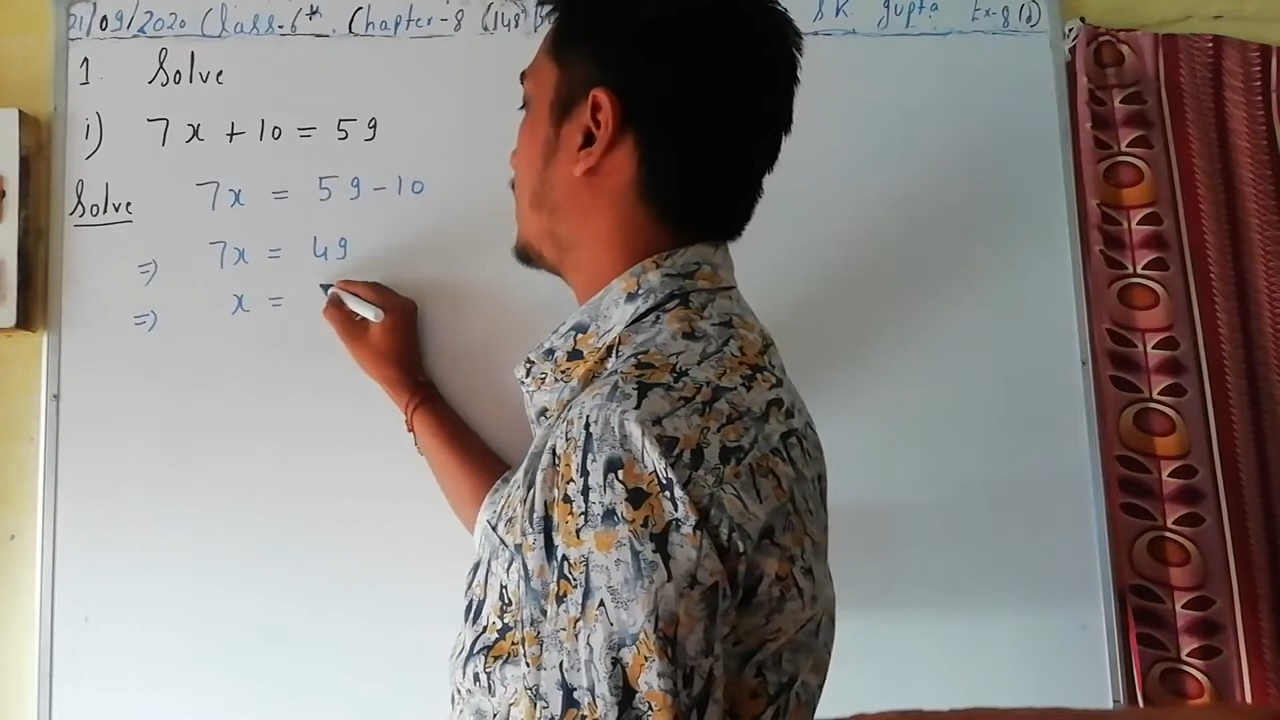 21/09/2020 Class-6th. Chapter-8 (148) S.K. Gupta Ex-8(d)
1. Solve
i) 7x + 10 = 59
Solve 7x = 59 - 10
⇒ 7x = 49
⇒ x =